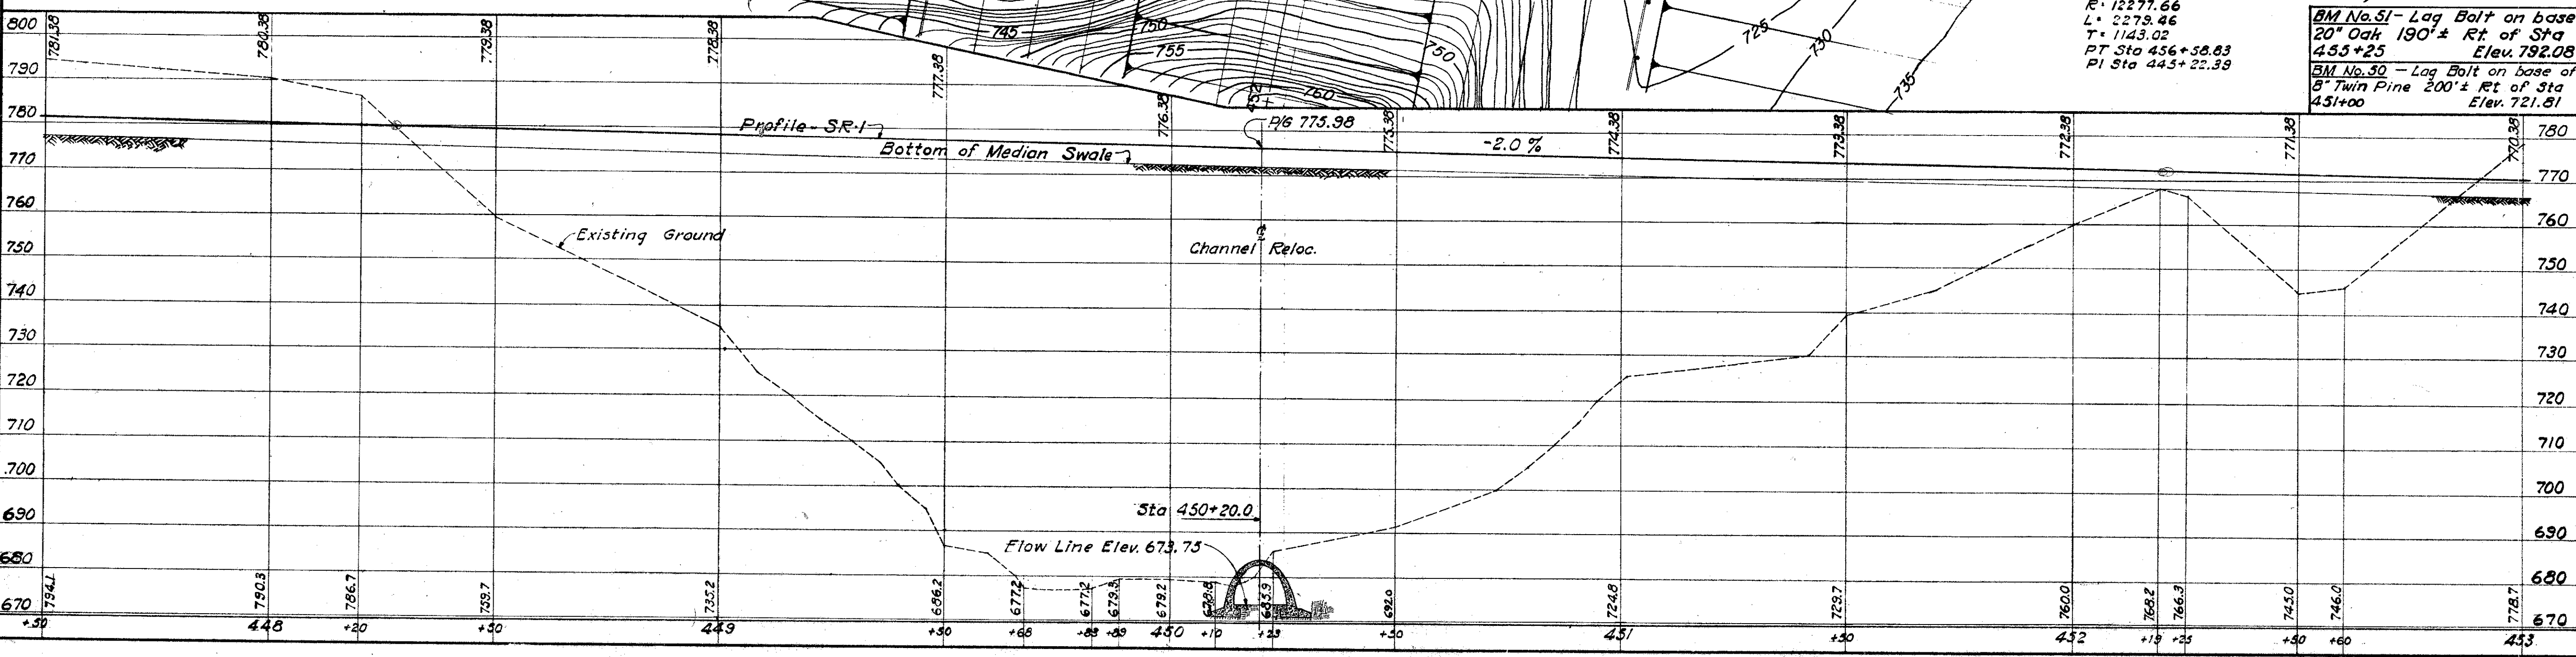 745
750
755
760
750
725
730
735
R= 12277.66
L= 2279.46
T= 1143.02
PT Sta 456+58.83
PI Sta 445+22.39
BM No.51 - Lag Bolt on base
20" Oak 190'± Rt. of Sta
455+25 Elev. 792.08
BM No.50 - Lag Bolt on base of
8" Twin Pine 200'± Rt of Sta
451+00 Elev. 721.81
781.38 780.38 779.38 778.38 777.38 776.38 775.38 774.38 773.38 772.38 771.38 770.38
452
+
800
790
780
770
760
750
740
730
720
710
700
690
680
670
Profile - SR-1
P/G 775.98
-2.0 %
Bottom of Median Swale
Existing Ground
℄
Channel Reloc.
Sta 450+20.0
Flow Line Elev. 673.75
780
770
760
750
740
730
720
710
700
690
680
670
794.1 790.3 786.7 759.7 735.2 686.2 677.2 677.2 679.3 679.2 685.9 692.0 724.8 729.7 760.0 768.2 766.3 745.0 746.0 778.7
+50 448 +20 +50 449 +50 +68 +89 450 +10 +25 +50 451 +50 452 +19 +25 +50 +60 453